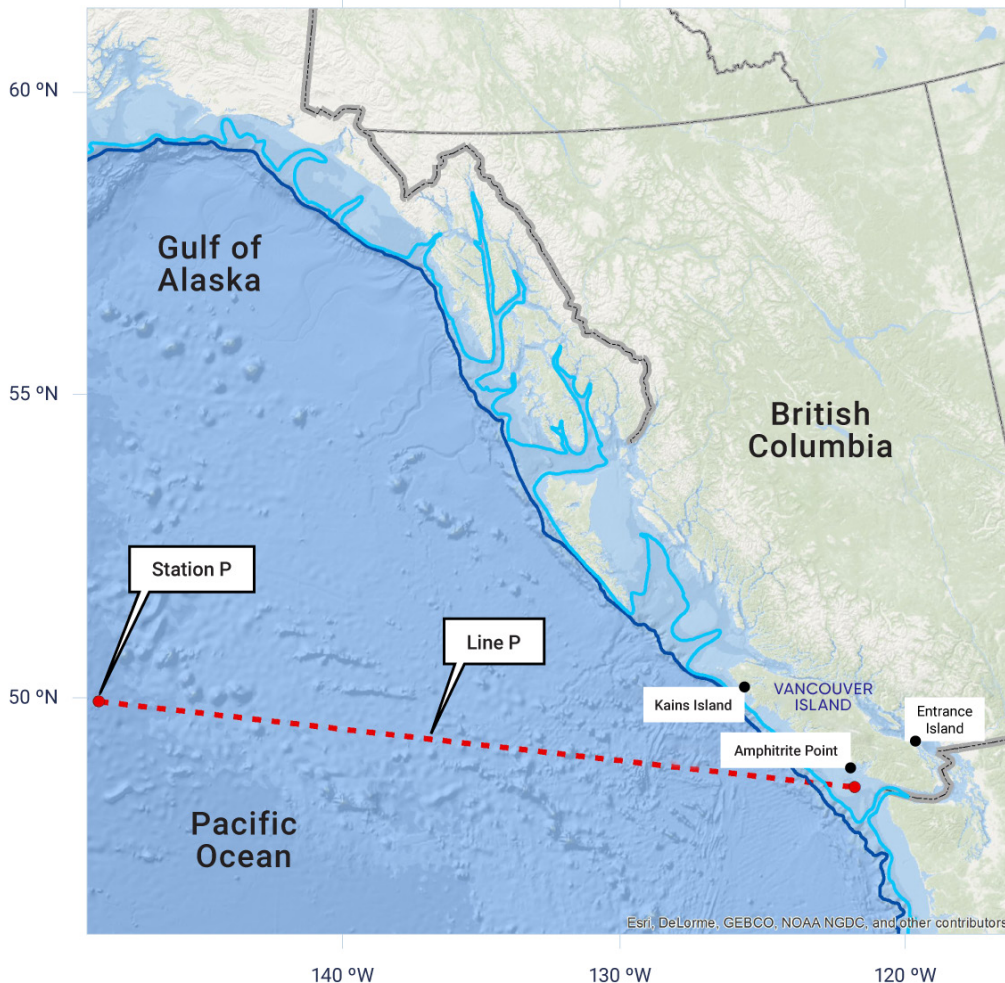 60 ºN
Gulf of
Alaska
55 ºN
British
Columbia
Station P
Line P
50 ºN
VANCOUVER
ISLAND
Kains Island
Entrance
Island
Amphitrite Point
Pacific
Ocean
Esri, DeLorme, GEBCO, NOAA NGDC, and other contributors
140 ºW
130 ºW
120 ºW